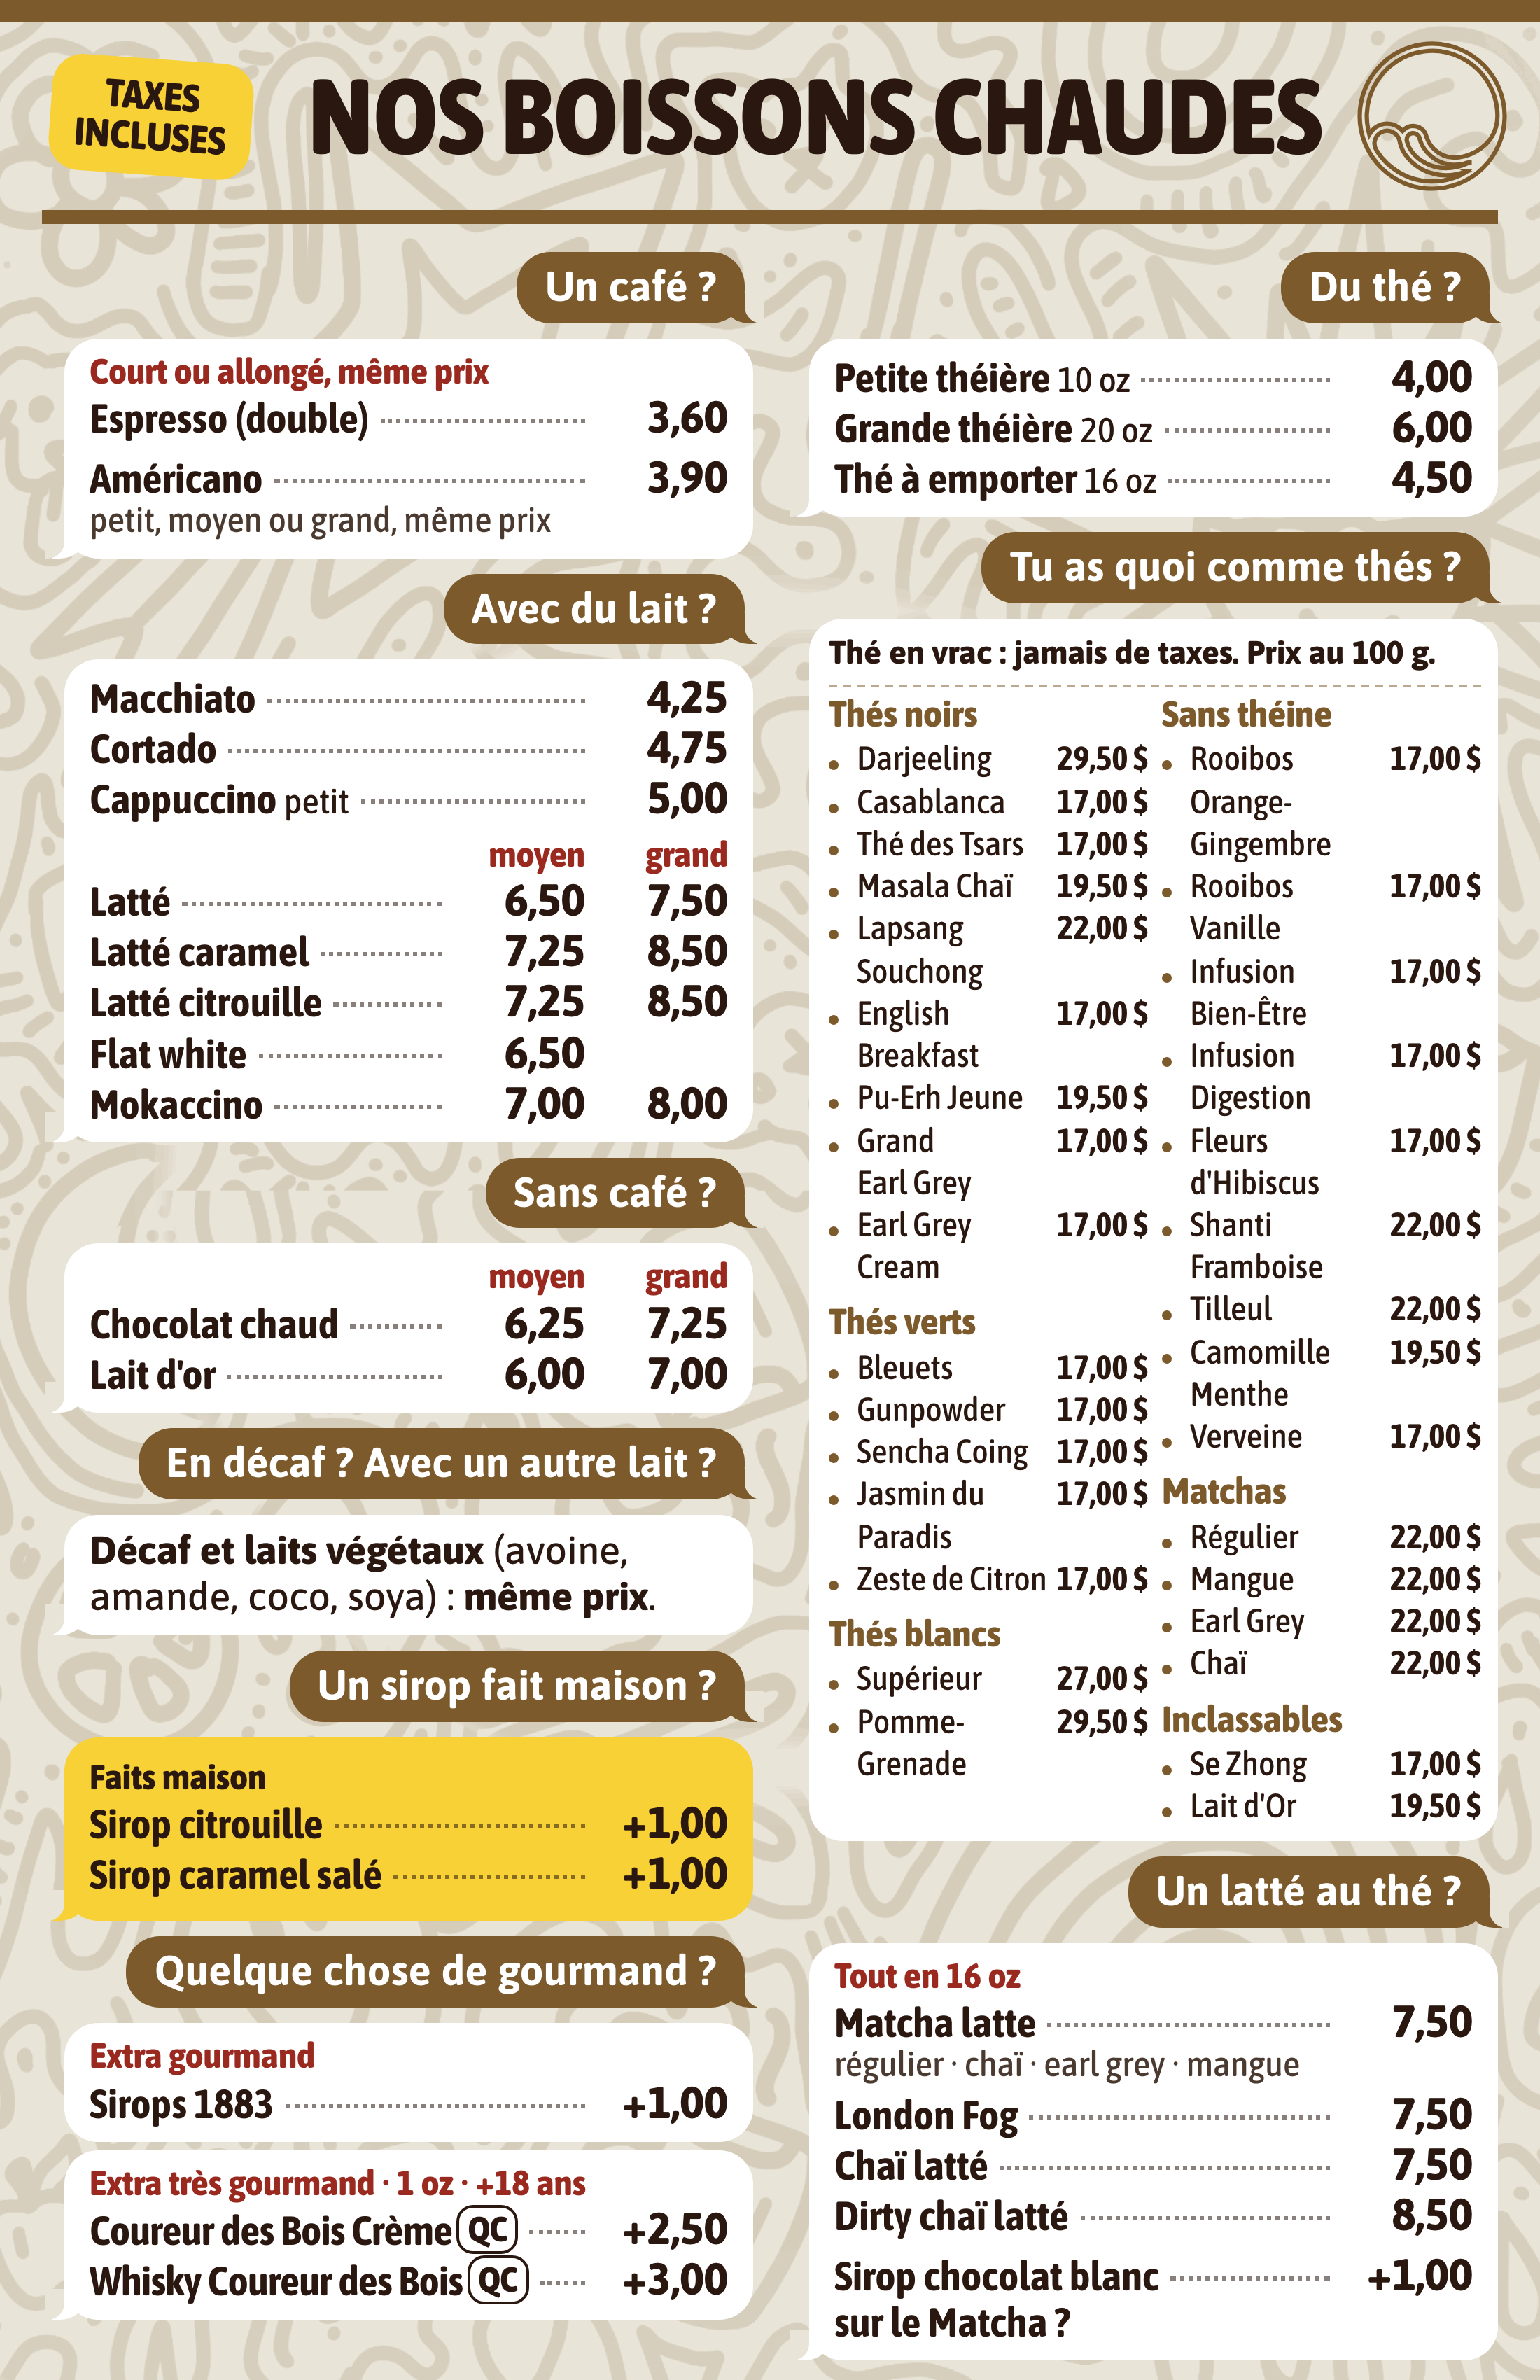 TAXES
INCLUSES
NOS BOISSONS CHAUDES
Un café ?
Court ou allongé, même prix
Espresso (double) 3,60
Américano 3,90
petit, moyen ou grand, même prix
Avec du lait ?
Macchiato 4,25
Cortado 4,75
Cappuccino petit 5,00
moyen grand
Latté 6,50 7,50
Latté caramel 7,25 8,50
Latté citrouille 7,25 8,50
Flat white 6,50
Mokaccino 7,00 8,00
Sans café ?
moyen grand
Chocolat chaud 6,25 7,25
Lait d'or 6,00 7,00
En décaf ? Avec un autre lait ?
Décaf et laits végétaux (avoine,
amande, coco, soya) : même prix.
Un sirop fait maison ?
Faits maison
Sirop citrouille +1,00
Sirop caramel salé +1,00
Quelque chose de gourmand ?
Extra gourmand
Sirops 1883 +1,00
Extra très gourmand · 1 oz · +18 ans
Coureur des Bois Crème QC +2,50
Whisky Coureur des Bois QC +3,00
Du thé ?
Petite théière 10 oz 4,00
Grande théière 20 oz 6,00
Thé à emporter 16 oz 4,50
Tu as quoi comme thés ?
Thé en vrac : jamais de taxes. Prix au 100 g.
Thés noirs
• Darjeeling 29,50 $
• Casablanca 17,00 $
• Thé des Tsars 17,00 $
• Masala Chaï 19,50 $
• Lapsang 22,00 $
Souchong
• English 17,00 $
Breakfast
• Pu-Erh Jeune 19,50 $
• Grand 17,00 $
Earl Grey
• Earl Grey 17,00 $
Cream
Thés verts
• Bleuets 17,00 $
• Gunpowder 17,00 $
• Sencha Coing 17,00 $
• Jasmin du 17,00 $
Paradis
• Zeste de Citron 17,00 $
Thés blancs
• Supérieur 27,00 $
• Pomme- 29,50 $
Grenade
Sans théine
• Rooibos 17,00 $
Orange-
Gingembre
• Rooibos 17,00 $
Vanille
• Infusion 17,00 $
Bien-Être
• Infusion 17,00 $
Digestion
• Fleurs 17,00 $
d'Hibiscus
• Shanti 22,00 $
Framboise
• Tilleul 22,00 $
• Camomille 19,50 $
Menthe
• Verveine 17,00 $
Matchas
• Régulier 22,00 $
• Mangue 22,00 $
• Earl Grey 22,00 $
• Chaï 22,00 $
Inclassables
• Se Zhong 17,00 $
• Lait d'Or 19,50 $
Un latté au thé ?
Tout en 16 oz
Matcha latte 7,50
régulier · chaï · earl grey · mangue
London Fog 7,50
Chaï latté 7,50
Dirty chaï latté 8,50
Sirop chocolat blanc +1,00
sur le Matcha ?